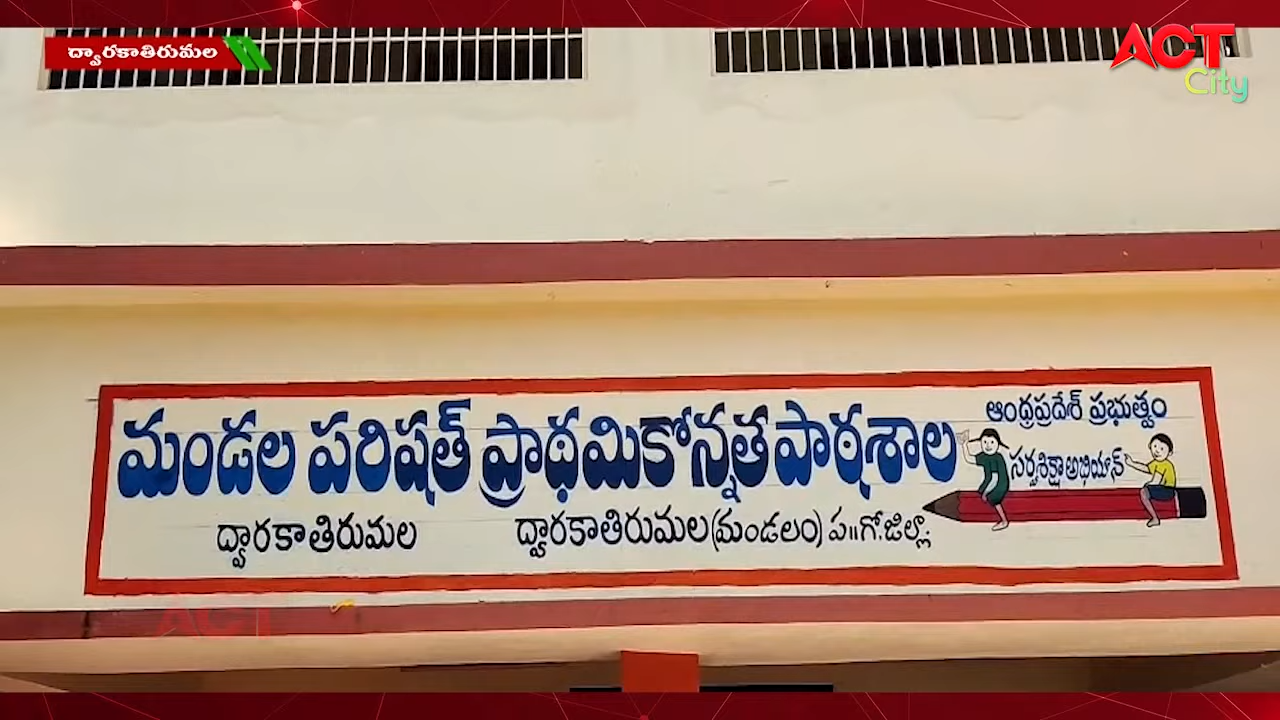 ద్వారకాతిరుమల
ACT
City
మండల పరిషత్ ప్రాథమికోన్నత పాఠశాల
ఆంధ్రప్రదేశ్ ప్రభుత్వం
సర్వశిక్షా అభియాన్
ద్వారకాతిరుమల
ద్వారకాతిరుమల(మండలం) ప॥గో.జిల్లా.
ACT